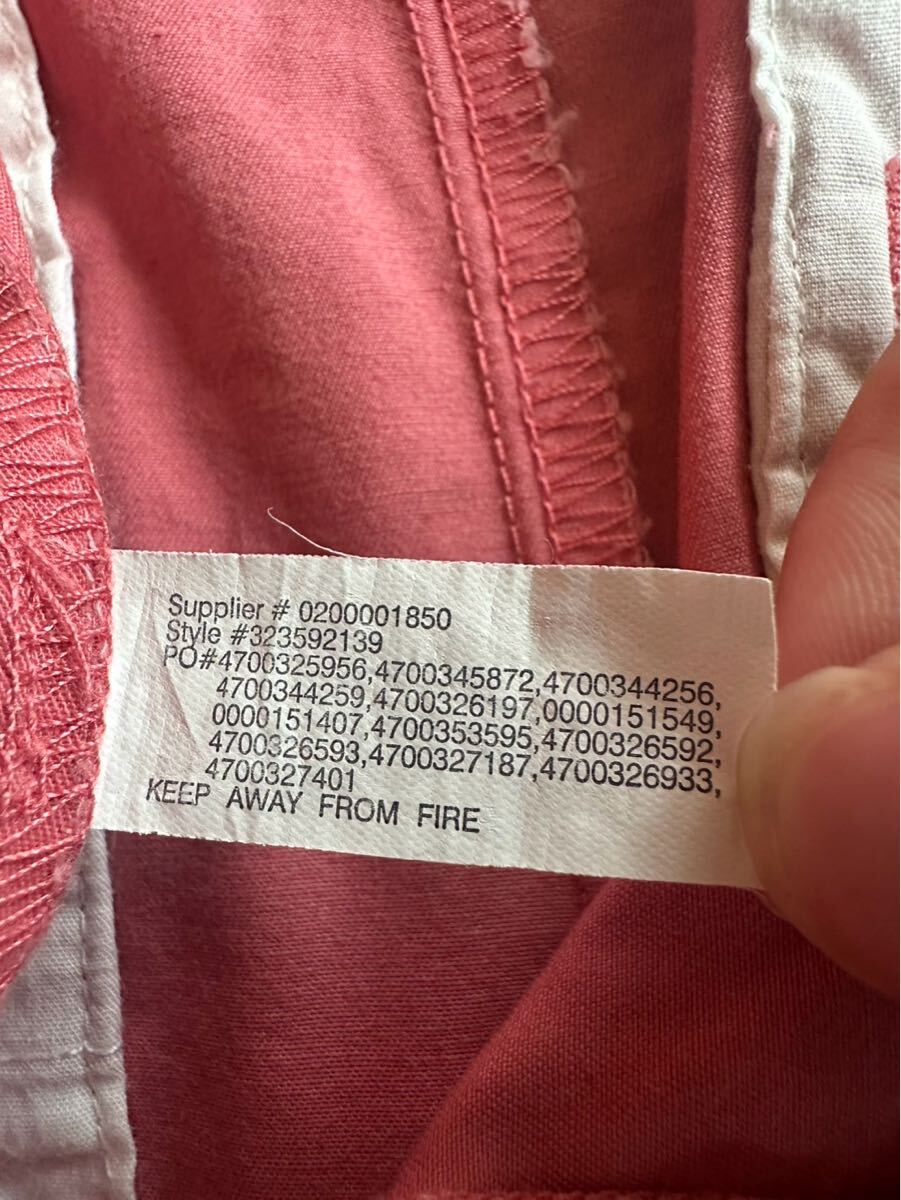 Supplier # 0200001850
Style #323592139
PO#4700325956,4700345872,4700344256,
4700344259,4700326197,0000151549,
0000151407,4700353595,4700326592,
4700326593,4700327187,4700326933,
4700327401
KEEP AWAY FROM FIRE